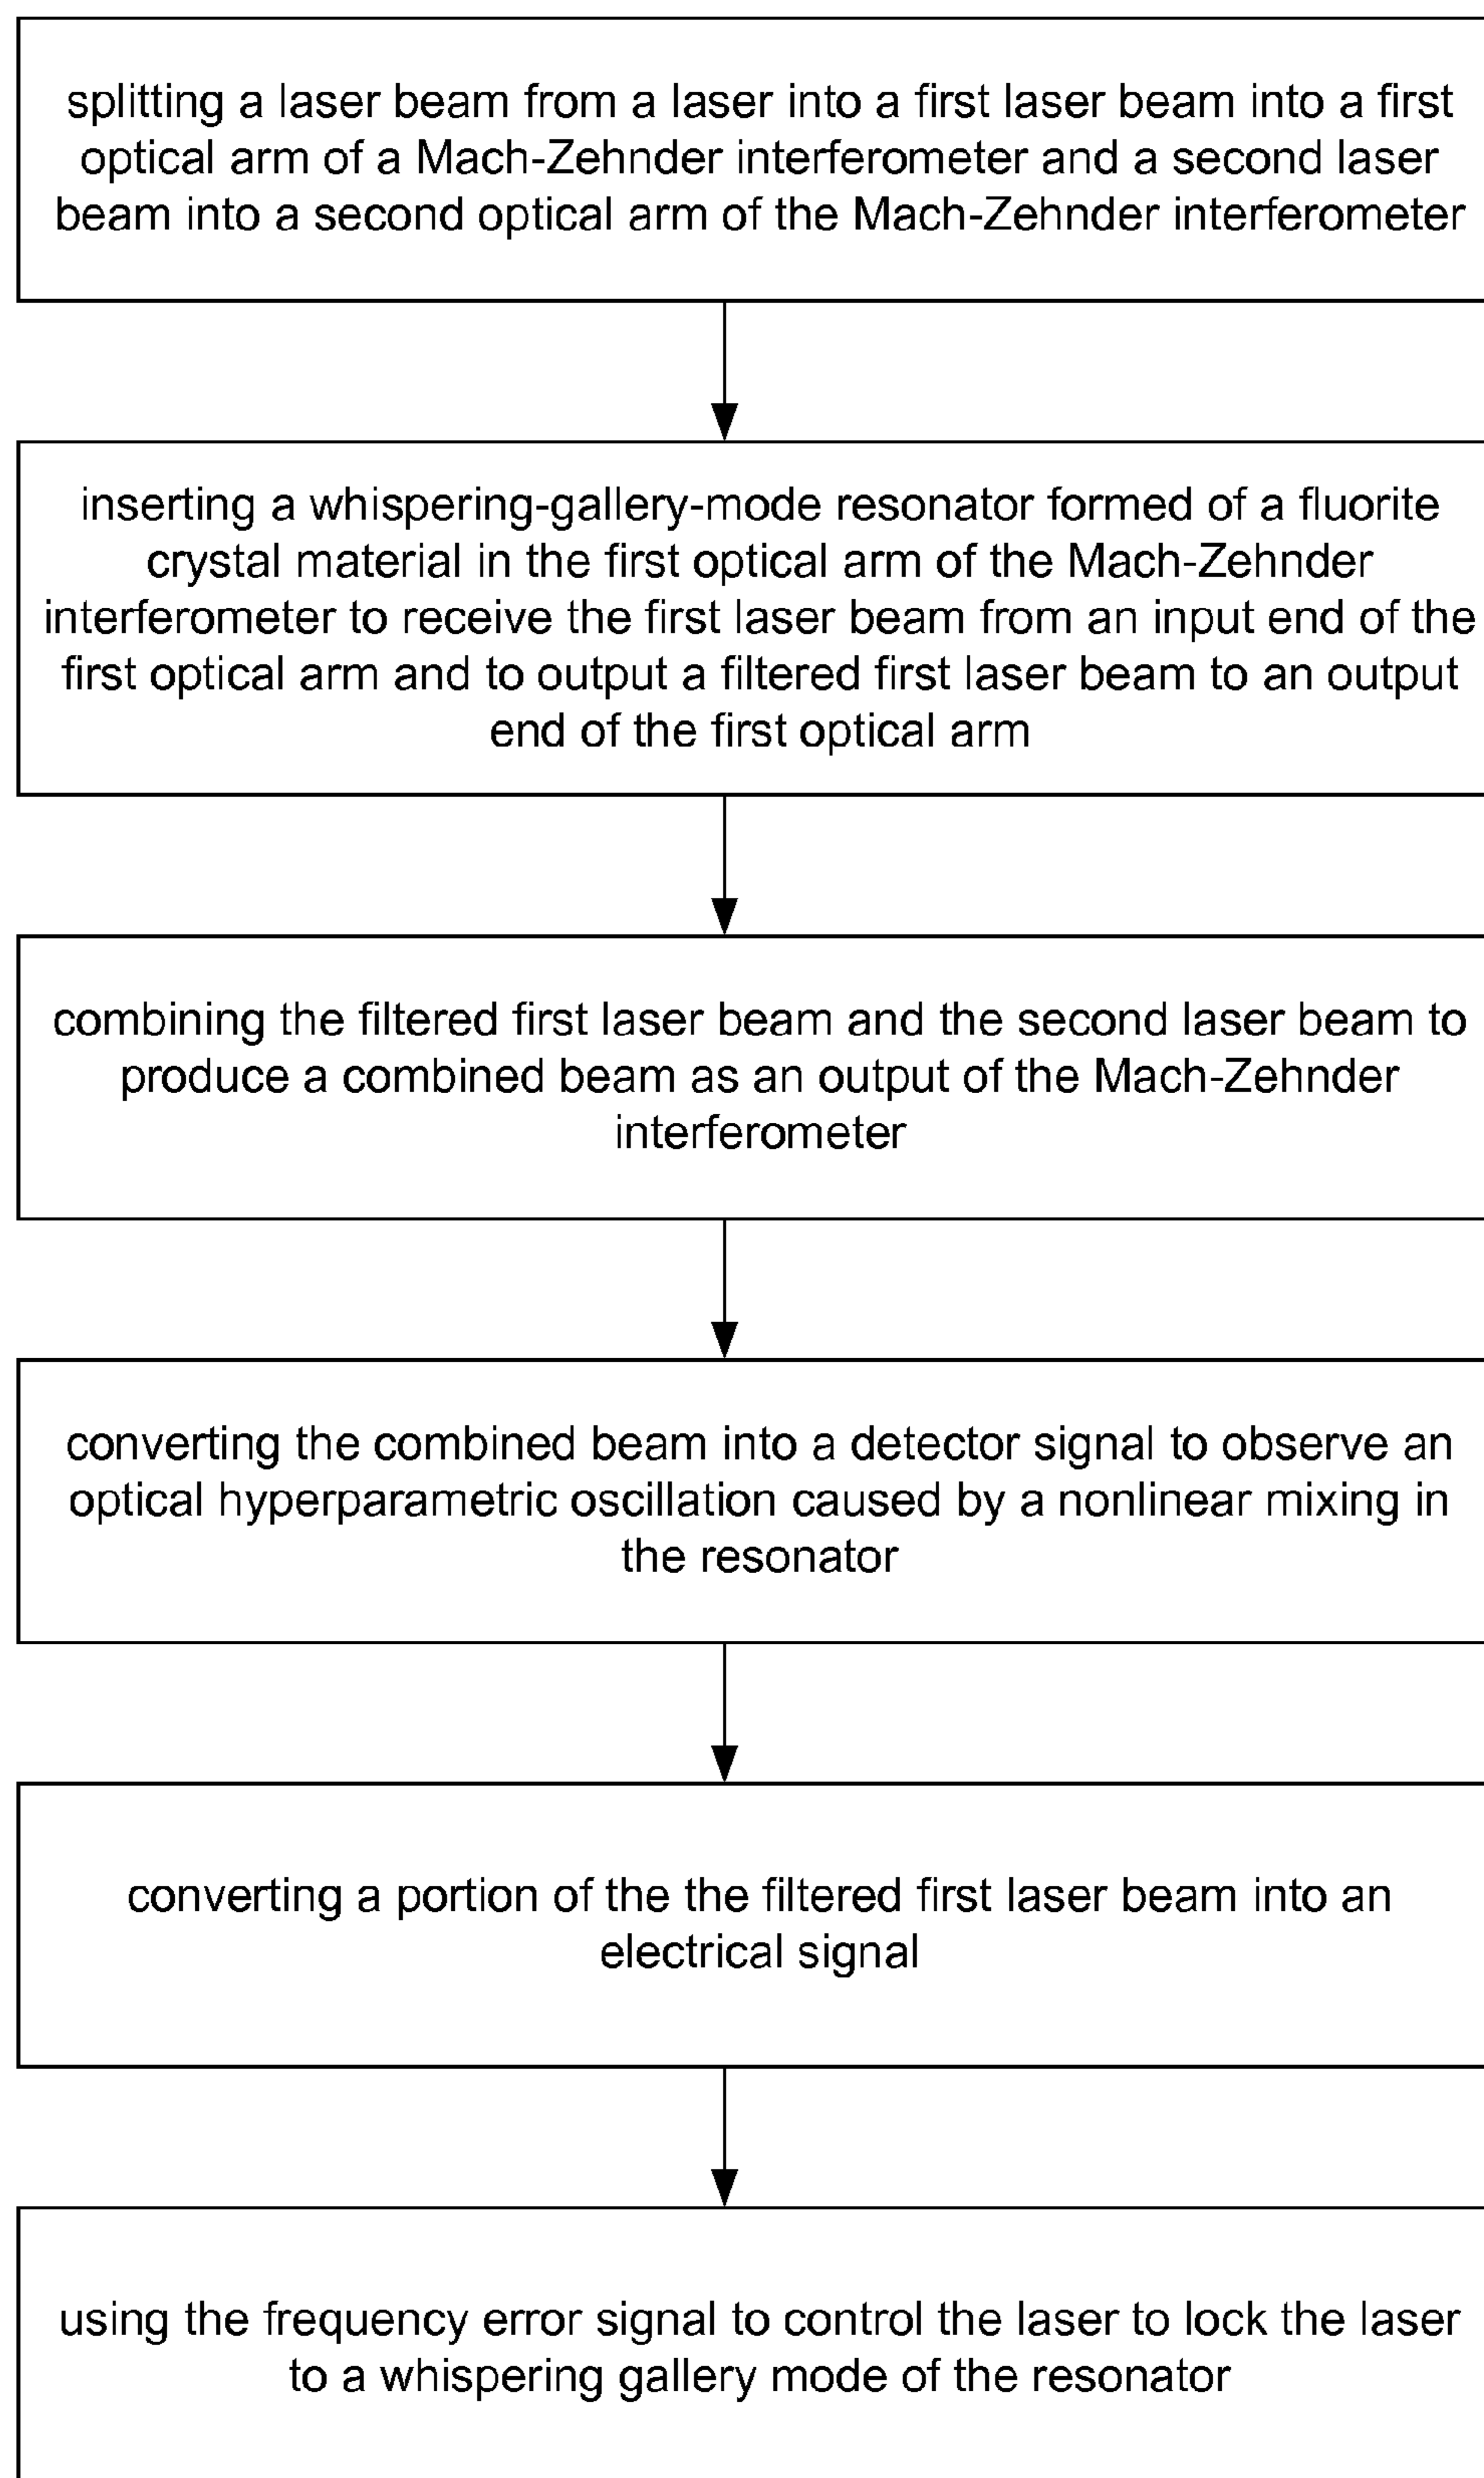 splitting a laser beam from a laser into a first laser beam into a first
optical arm of a Mach-Zehnder interferometer and a second laser
beam into a second optical arm of the Mach-Zehnder interferometer
inserting a whispering-gallery-mode resonator formed of a fluorite
crystal material in the first optical arm of the Mach-Zehnder
interferometer to receive the first laser beam from an input end of the
first optical arm and to output a filtered first laser beam to an output
end of the first optical arm
combining the filtered first laser beam and the second laser beam to
produce a combined beam as an output of the Mach-Zehnder
interferometer
converting the combined beam into a detector signal to observe an
optical hyperparametric oscillation caused by a nonlinear mixing in
the resonator
converting a portion of the the filtered first laser beam into an
electrical signal
using the frequency error signal to control the laser to lock the laser
to a whispering gallery mode of the resonator